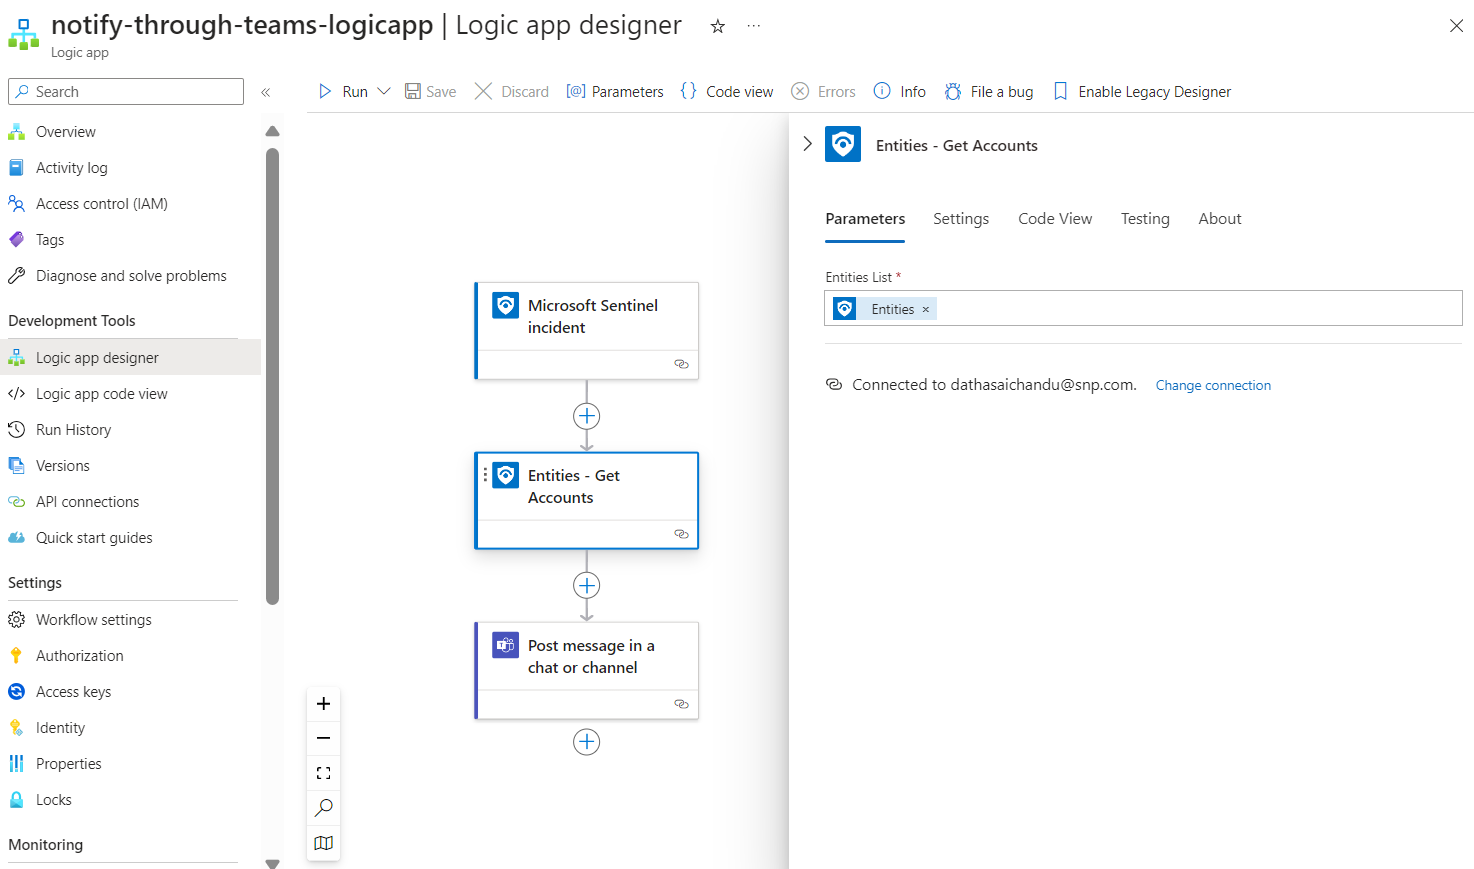 notify-through-teams-logicapp | Logic app designer
Logic app
Search
Run
Save
Discard
Parameters
Code view
Errors
Info
File a bug
Enable Legacy Designer
Overview
Activity log
Access control (IAM)
Tags
Diagnose and solve problems
Development Tools
Logic app designer
Logic app code view
Run History
Versions
API connections
Quick start guides
Settings
Workflow settings
Authorization
Access keys
Identity
Properties
Locks
Monitoring
Microsoft Sentinel
incident
Entities - Get
Accounts
Post message in a
chat or channel
Entities - Get Accounts
Parameters
Settings
Code View
Testing
About
Entities List *
Entities ×
Connected to dathasaichandu@snp.com. Change connection